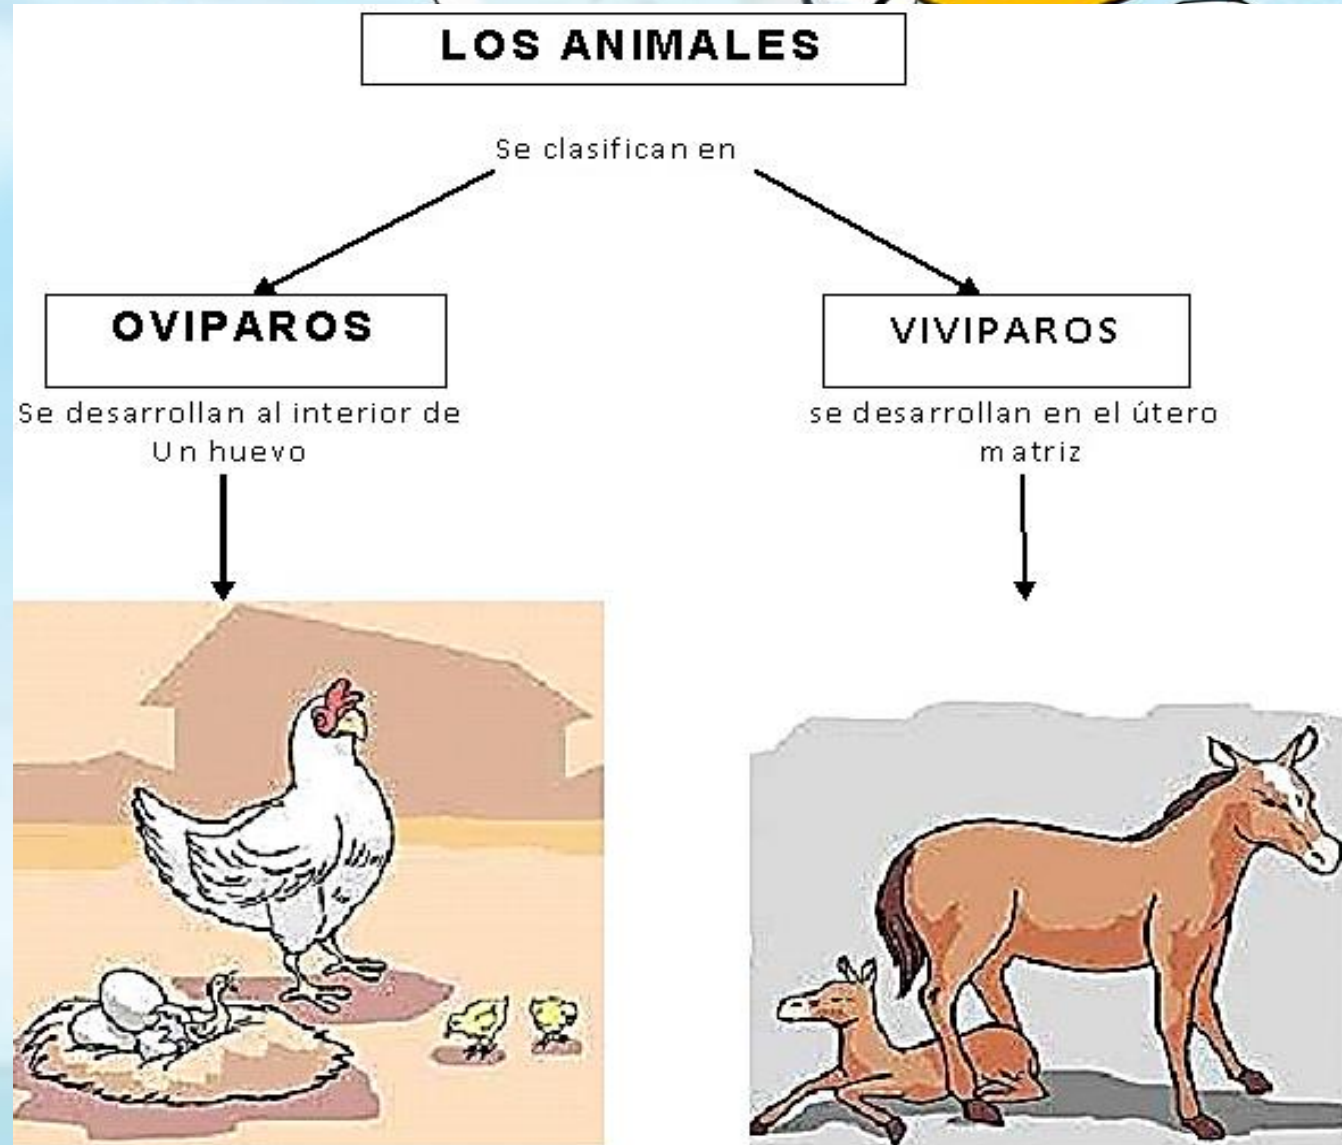 LOS ANIMALES
Se clasifican en
OVIPAROS
Se desarrollan al interior de
Un huevo
VIVIPAROS
se desarrollan en el útero
matriz